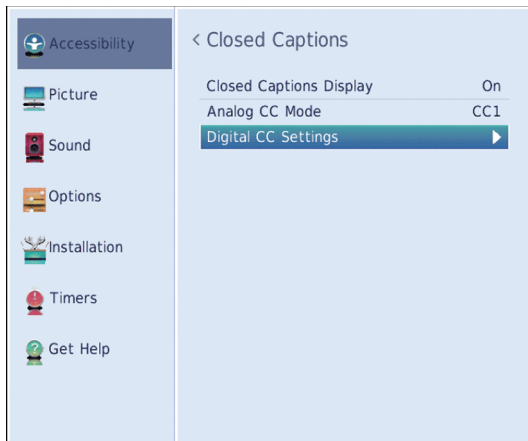 Accessibility
Picture
Sound
Options
Installation
Timers
Get Help
< Closed Captions
Closed Captions Display On
Analog CC Mode CC1
Digital CC Settings